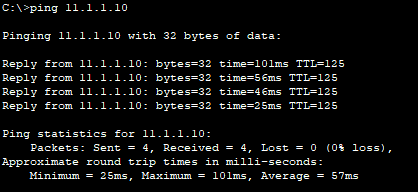 C:\>ping 11.1.1.10
Pinging 11.1.1.10 with 32 bytes of data:
Reply from 11.1.1.10: bytes=32 time=101ms TTL=125
Reply from 11.1.1.10: bytes=32 time=56ms TTL=125
Reply from 11.1.1.10: bytes=32 time=46ms TTL=125
Reply from 11.1.1.10: bytes=32 time=25ms TTL=125
Ping statistics for 11.1.1.10:
    Packets: Sent = 4, Received = 4, Lost = 0 (0% loss),
Approximate round trip times in milli-seconds:
    Minimum = 25ms, Maximum = 101ms, Average = 57ms